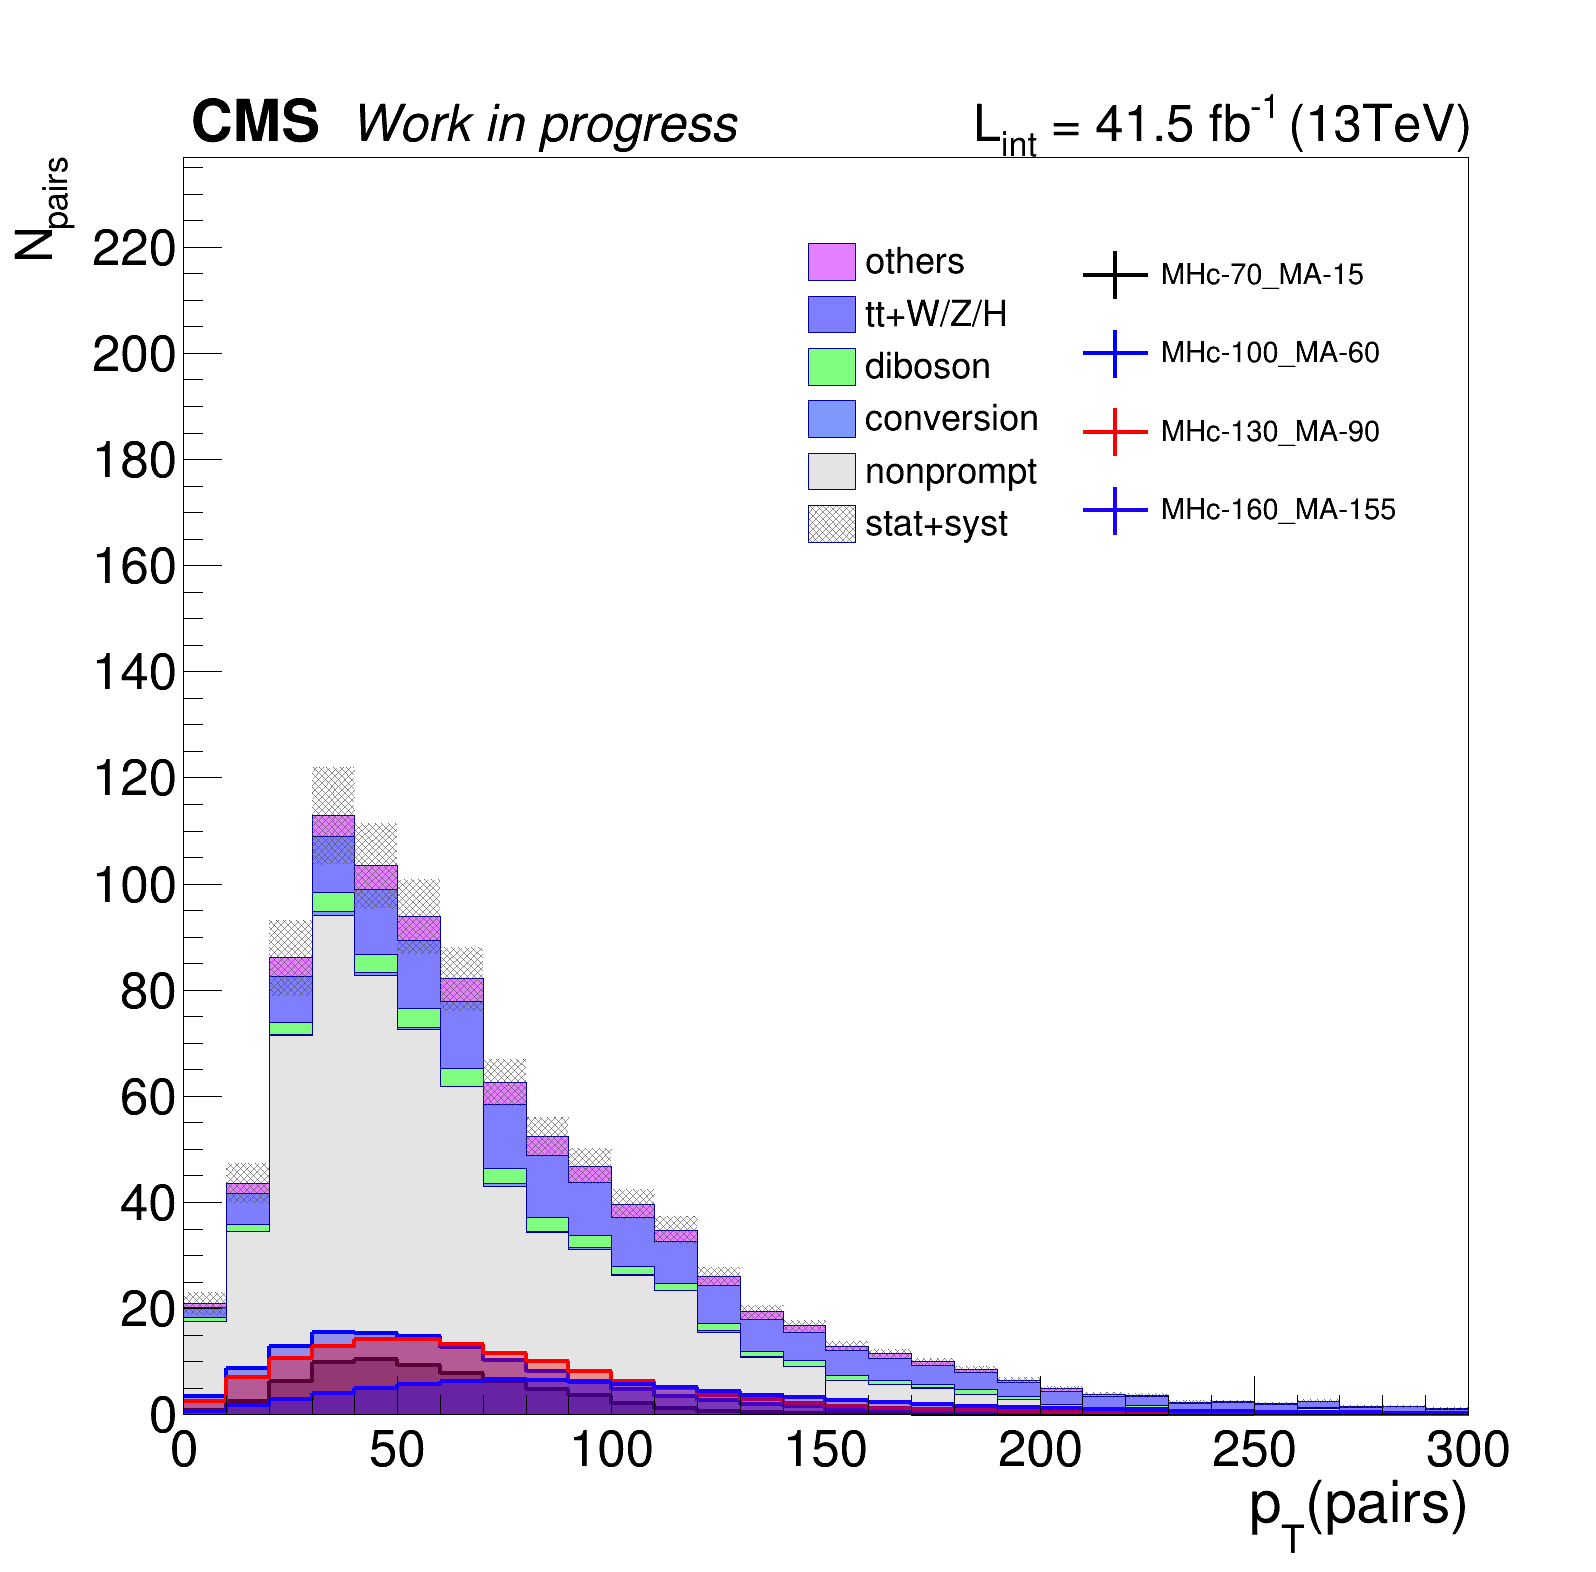 CMS Work in progress
L_int = 41.5 fb^-1 (13TeV)
N_pairs
220
200
180
160
140
120
100
80
60
40
20
0
others
tt+W/Z/H
diboson
conversion
nonprompt
stat+syst
MHc-70_MA-15
MHc-100_MA-60
MHc-130_MA-90
MHc-160_MA-155
0 50 100 150 200 250 300
p_T(pairs)